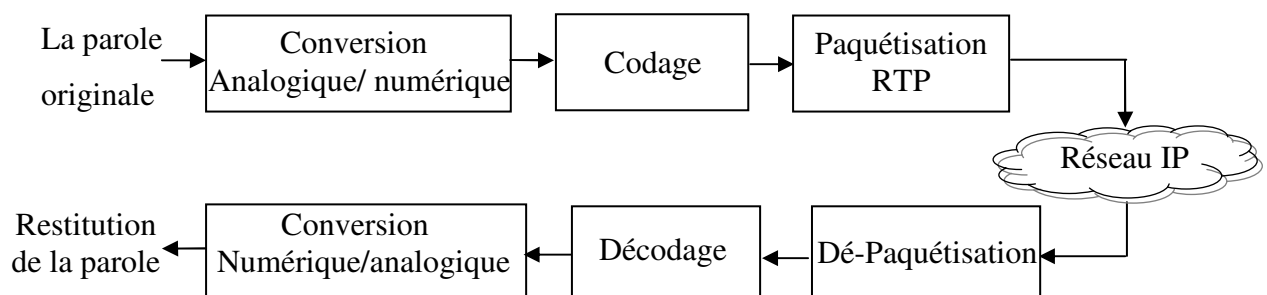 La parole
originale
Conversion
Analogique/ numérique
Codage
Paquétisation
RTP
Réseau IP
Restitution
de la parole
Conversion
Numérique/analogique
Décodage
Dé-Paquétisation